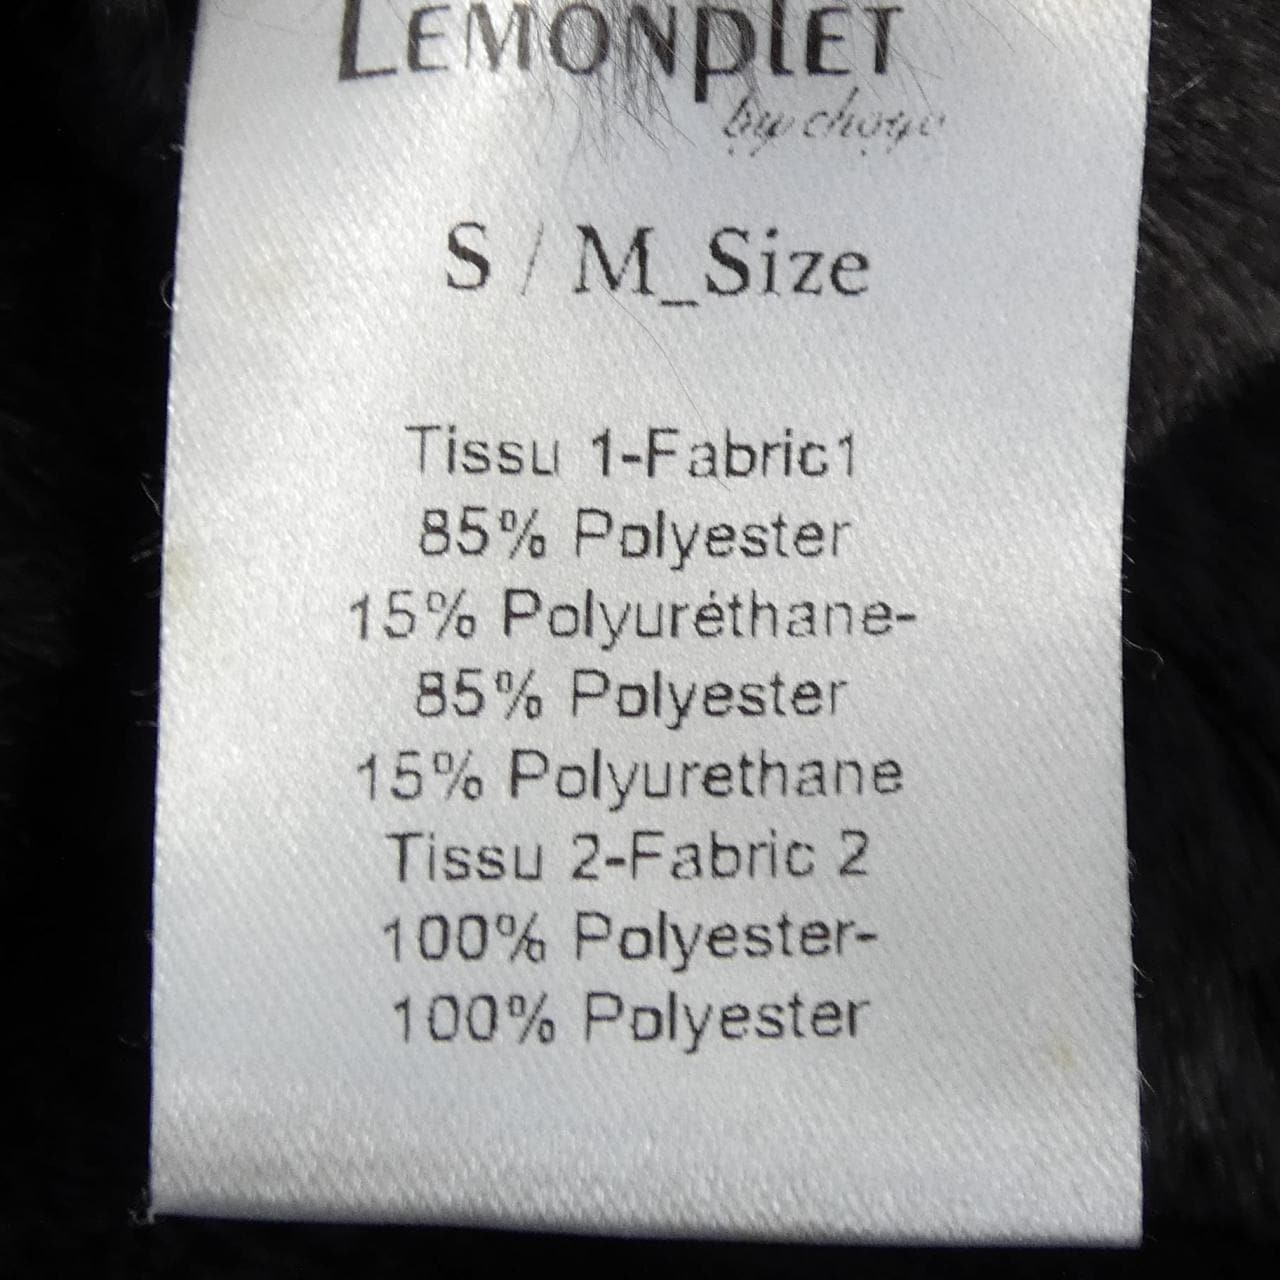 LEMONPLET
by choyo
S / M_Size
Tissu 1-Fabric1
85% Polyester
15% Polyuréthane-
85% Polyester
15% Polyurethane
Tissu 2-Fabric 2
100% Polyester-
100% Polyester